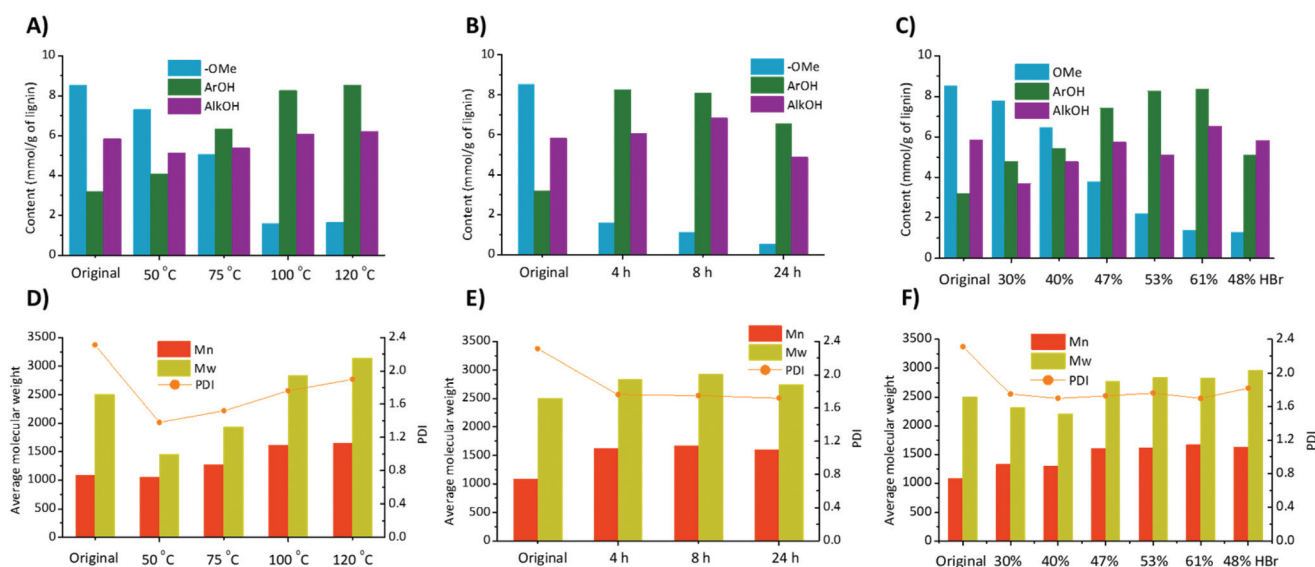 A)
Content (mmol/g of lignin)
10
8
6
4
2
0
-OMe
ArOH
AlkOH
Original 50 °C 75 °C 100 °C 120 °C
B)
Content (mmol/g of lignin)
10
8
6
4
2
0
-OMe
ArOH
AlkOH
Original 4 h 8 h 24 h
C)
Content (mmol/g of lignin)
10
8
6
4
2
0
OMe
ArOH
AlkOH
Original 30% 40% 47% 53% 61% 48% HBr
D)
Average molecular weight
3500
3000
2500
2000
1500
1000
500
0
Mn
Mw
PDI
2.4
2.0
1.6
1.2
0.8
0.4
0.0
PDI
Original 50 °C 75 °C 100 °C 120 °C
E)
Average molecular weight
3500
3000
2500
2000
1500
1000
500
0
Mn
Mw
PDI
2.4
2.0
1.6
1.2
0.8
0.4
0.0
PDI
Original 4 h 8 h 24 h
F)
Average molecular weight
3500
3000
2500
2000
1500
1000
500
0
Mn
Mw
PDI
2.4
2.0
1.6
1.2
0.8
0.4
0.0
PDI
Original 30% 40% 47% 53% 61% 48% HBr